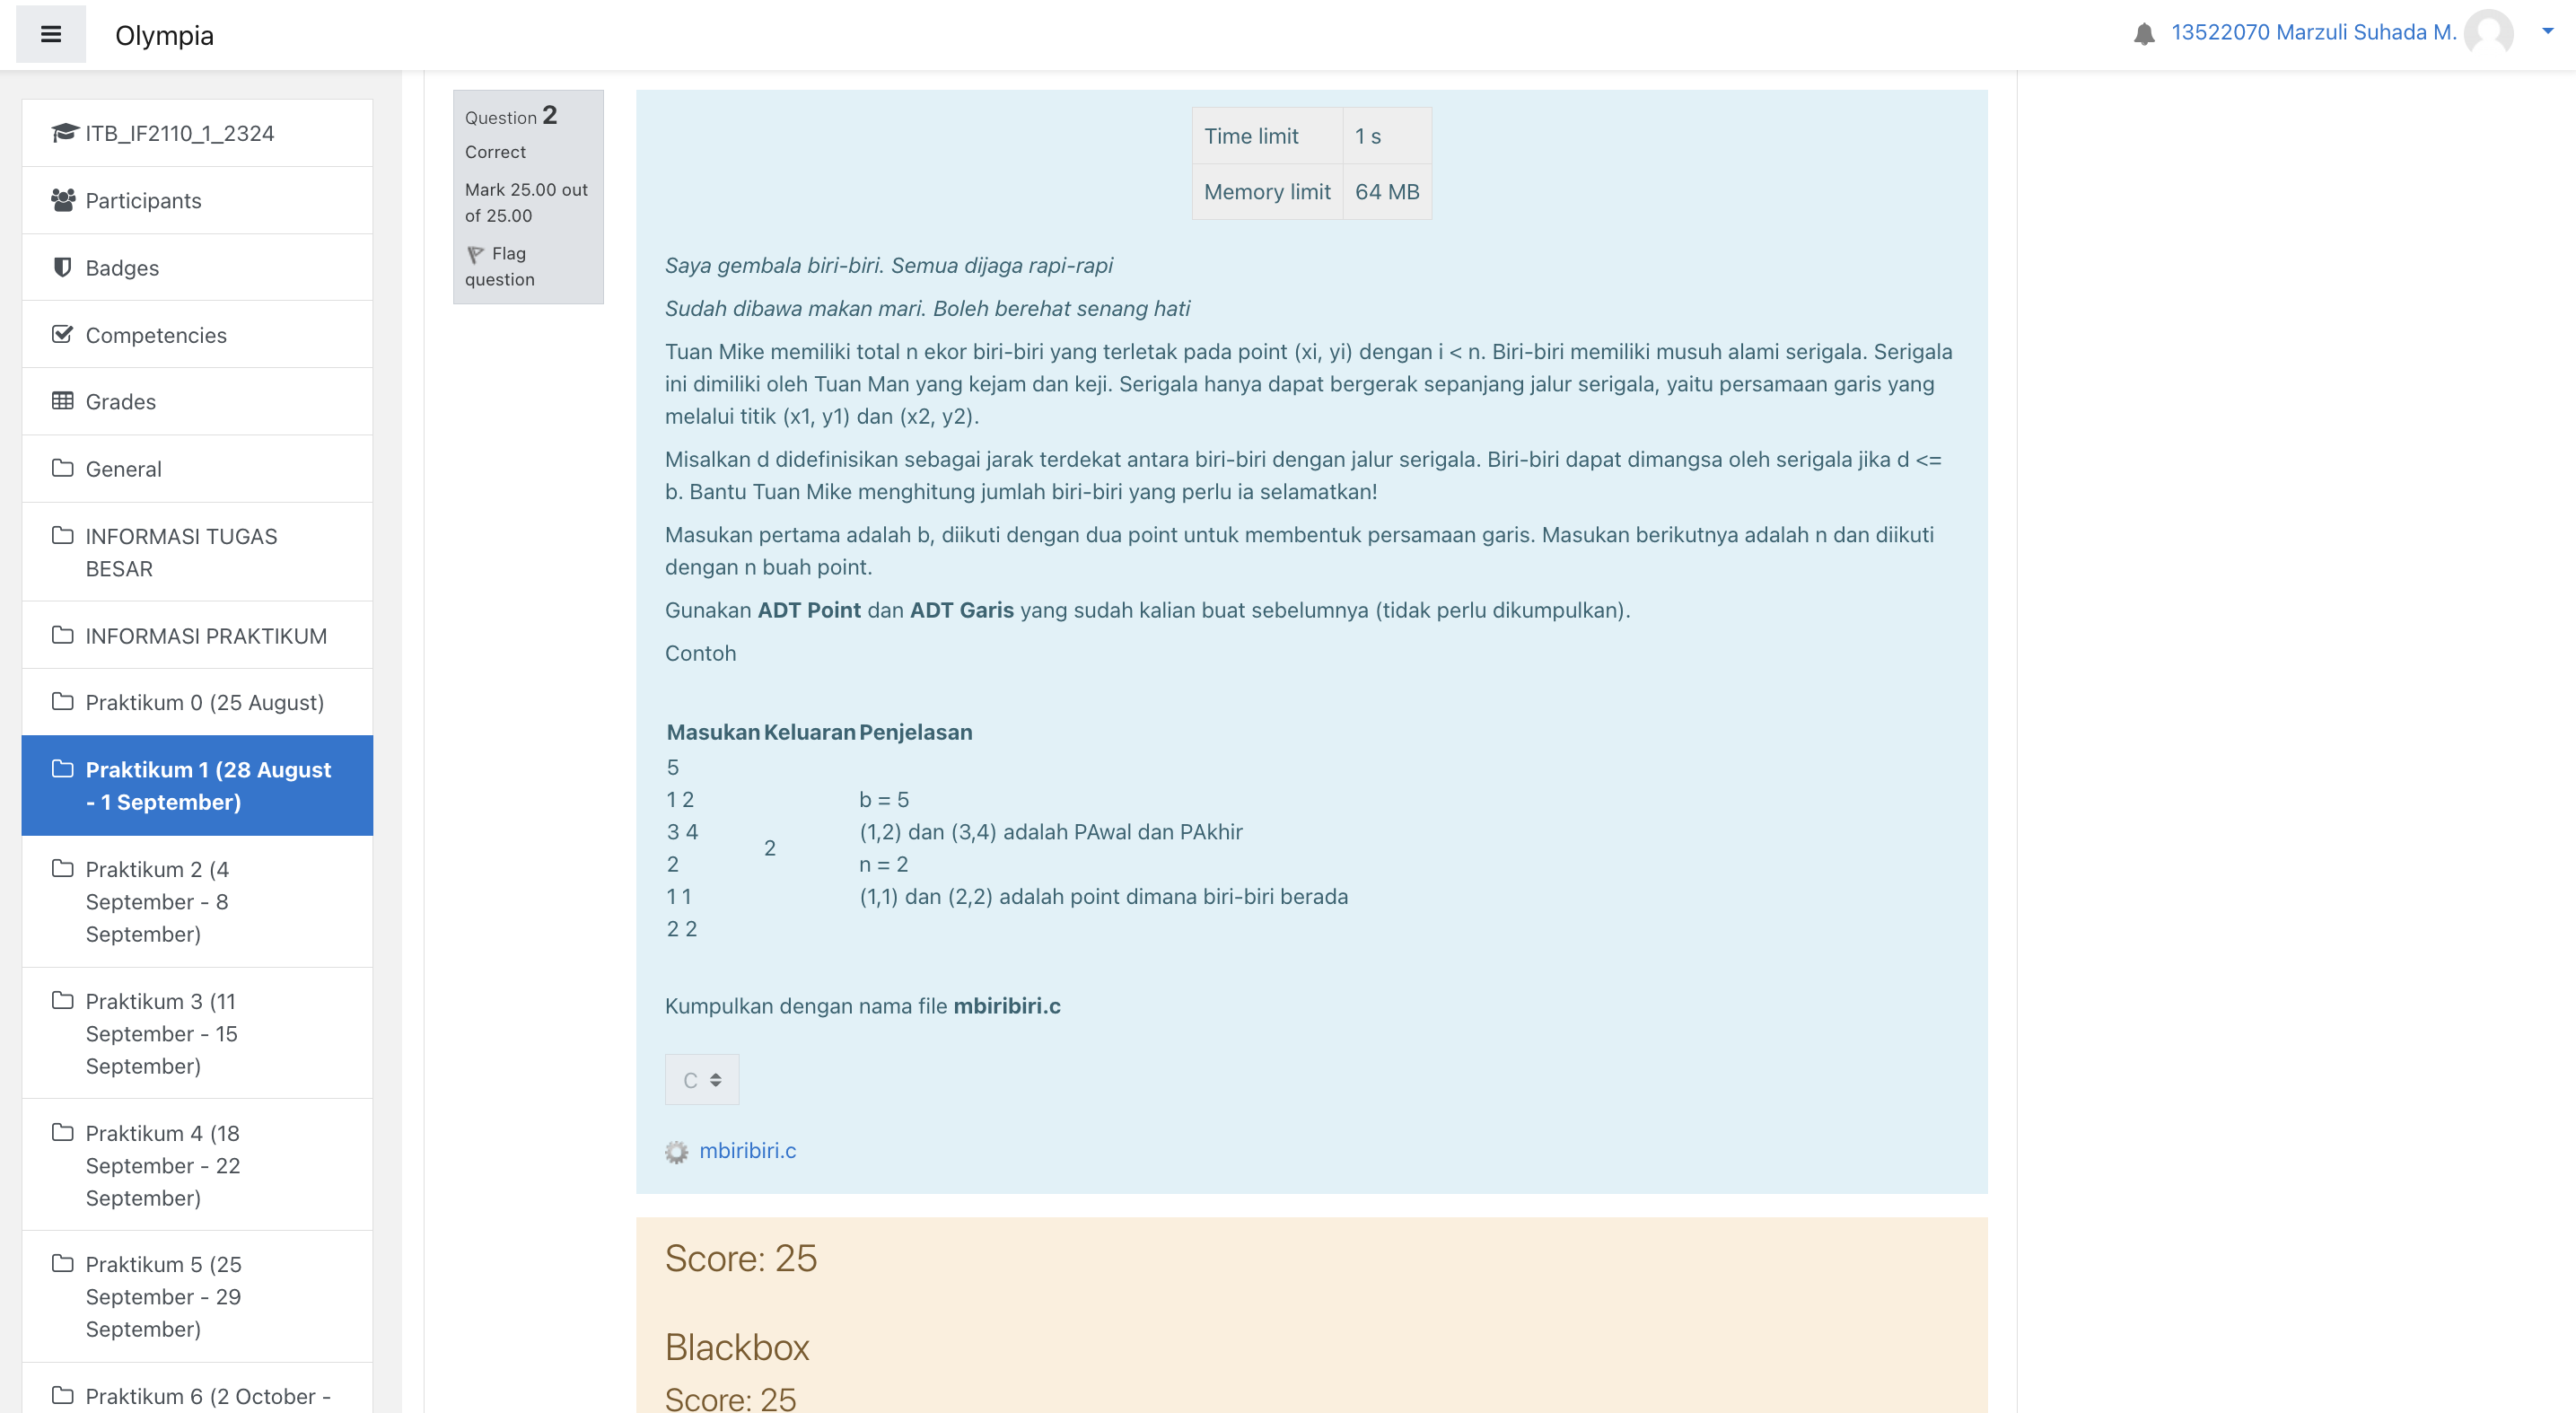 Olympia
13522070 Marzuli Suhada M.
ITB_IF2110_1_2324
Participants
Badges
Competencies
Grades
General
INFORMASI TUGAS
BESAR
INFORMASI PRAKTIKUM
Praktikum 0 (25 August)
Praktikum 1 (28 August
- 1 September)
Praktikum 2 (4
September - 8
September)
Praktikum 3 (11
September - 15
September)
Praktikum 4 (18
September - 22
September)
Praktikum 5 (25
September - 29
September)
Praktikum 6 (2 October -
Question 2
Correct
Mark 25.00 out
of 25.00
Flag
question
Time limit 1 s
Memory limit 64 MB
Saya gembala biri-biri. Semua dijaga rapi-rapi
Sudah dibawa makan mari. Boleh berehat senang hati
Tuan Mike memiliki total n ekor biri-biri yang terletak pada point (xi, yi) dengan i < n. Biri-biri memiliki musuh alami serigala. Serigala
ini dimiliki oleh Tuan Man yang kejam dan keji. Serigala hanya dapat bergerak sepanjang jalur serigala, yaitu persamaan garis yang
melalui titik (x1, y1) dan (x2, y2).
Misalkan d didefinisikan sebagai jarak terdekat antara biri-biri dengan jalur serigala. Biri-biri dapat dimangsa oleh serigala jika d <=
b. Bantu Tuan Mike menghitung jumlah biri-biri yang perlu ia selamatkan!
Masukan pertama adalah b, diikuti dengan dua point untuk membentuk persamaan garis. Masukan berikutnya adalah n dan diikuti
dengan n buah point.
Gunakan ADT Point dan ADT Garis yang sudah kalian buat sebelumnya (tidak perlu dikumpulkan).
Contoh
Masukan Keluaran Penjelasan
5
1 2
3 4
2
1 1
2 2
2
b = 5
(1,2) dan (3,4) adalah PAwal dan PAkhir
n = 2
(1,1) dan (2,2) adalah point dimana biri-biri berada
Kumpulkan dengan nama file mbiribiri.c
C
mbiribiri.c
Score: 25
Blackbox
Score: 25